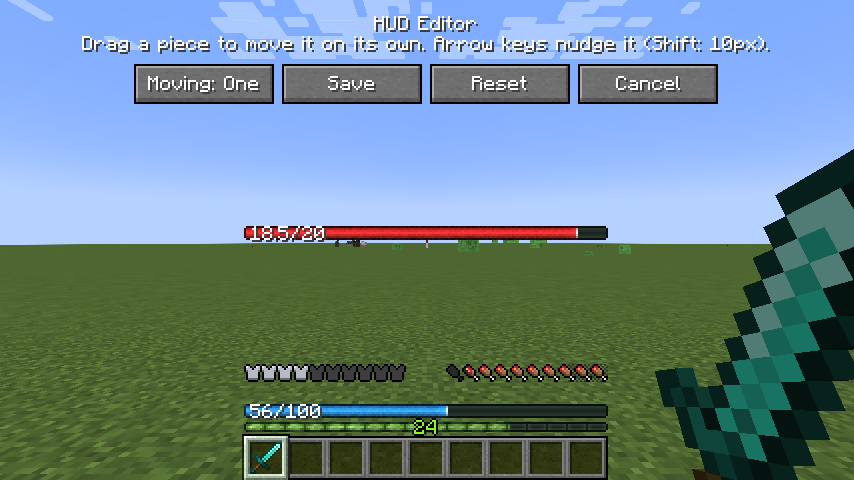 HUD Editor
Drag a piece to move it on its own. Arrow keys nudge it (Shift: 10px).
Moving: One
Save
Reset
Cancel
18.5/20
56/100
24